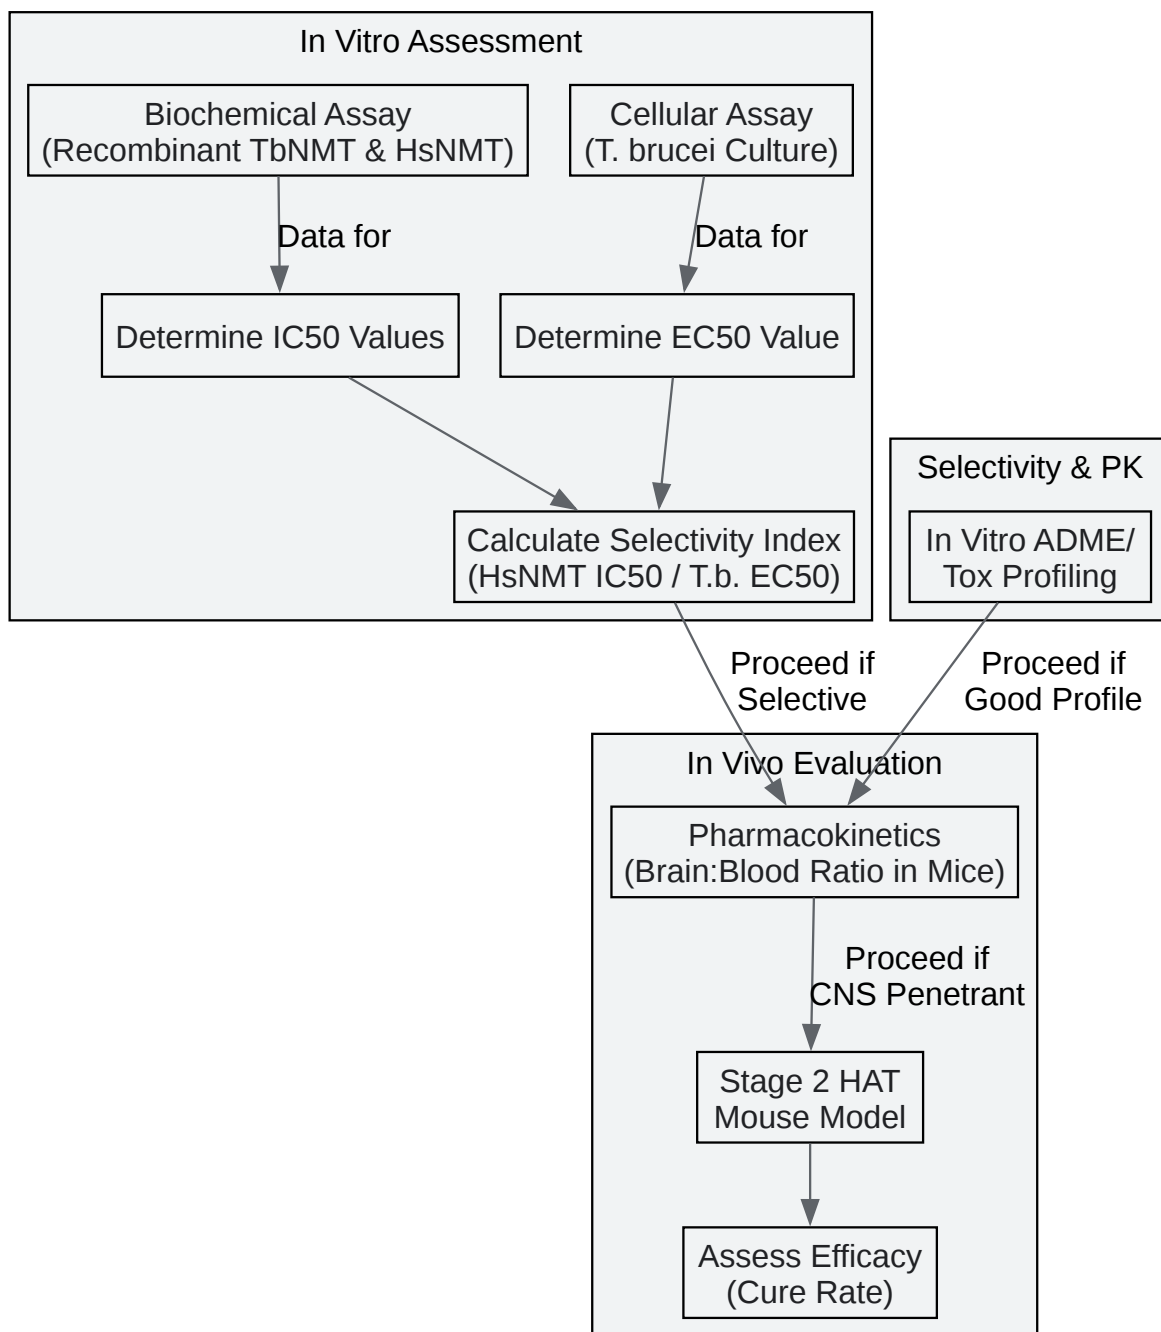 In Vitro Assessment
Biochemical Assay
(Recombinant TbNMT & HsNMT)
Cellular Assay
(T. brucei Culture)
Data for
Data for
Determine IC50 Values
Determine EC50 Value
Selectivity & PK
Calculate Selectivity Index
(HsNMT IC50 / T.b. EC50)
In Vitro ADME/
Tox Profiling
Proceed if
Selective
Proceed if
Good Profile
In Vivo Evaluation
Pharmacokinetics
(Brain:Blood Ratio in Mice)
Proceed if
CNS Penetrant
Stage 2 HAT
Mouse Model
Assess Efficacy
(Cure Rate)